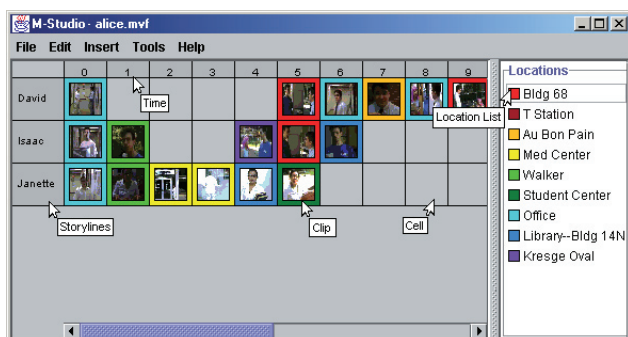 M-Studio - alice.mvf
File Edit Insert Tools Help
0 1 2 3 4 5 6 7 8 9
Time
David
Isaac
Janette
Storylines
Clip
Cell
Location List
Locations
Bldg 68
T Station
Au Bon Pain
Med Center
Walker
Student Center
Office
Library--Bldg 14N
Kresge Oval